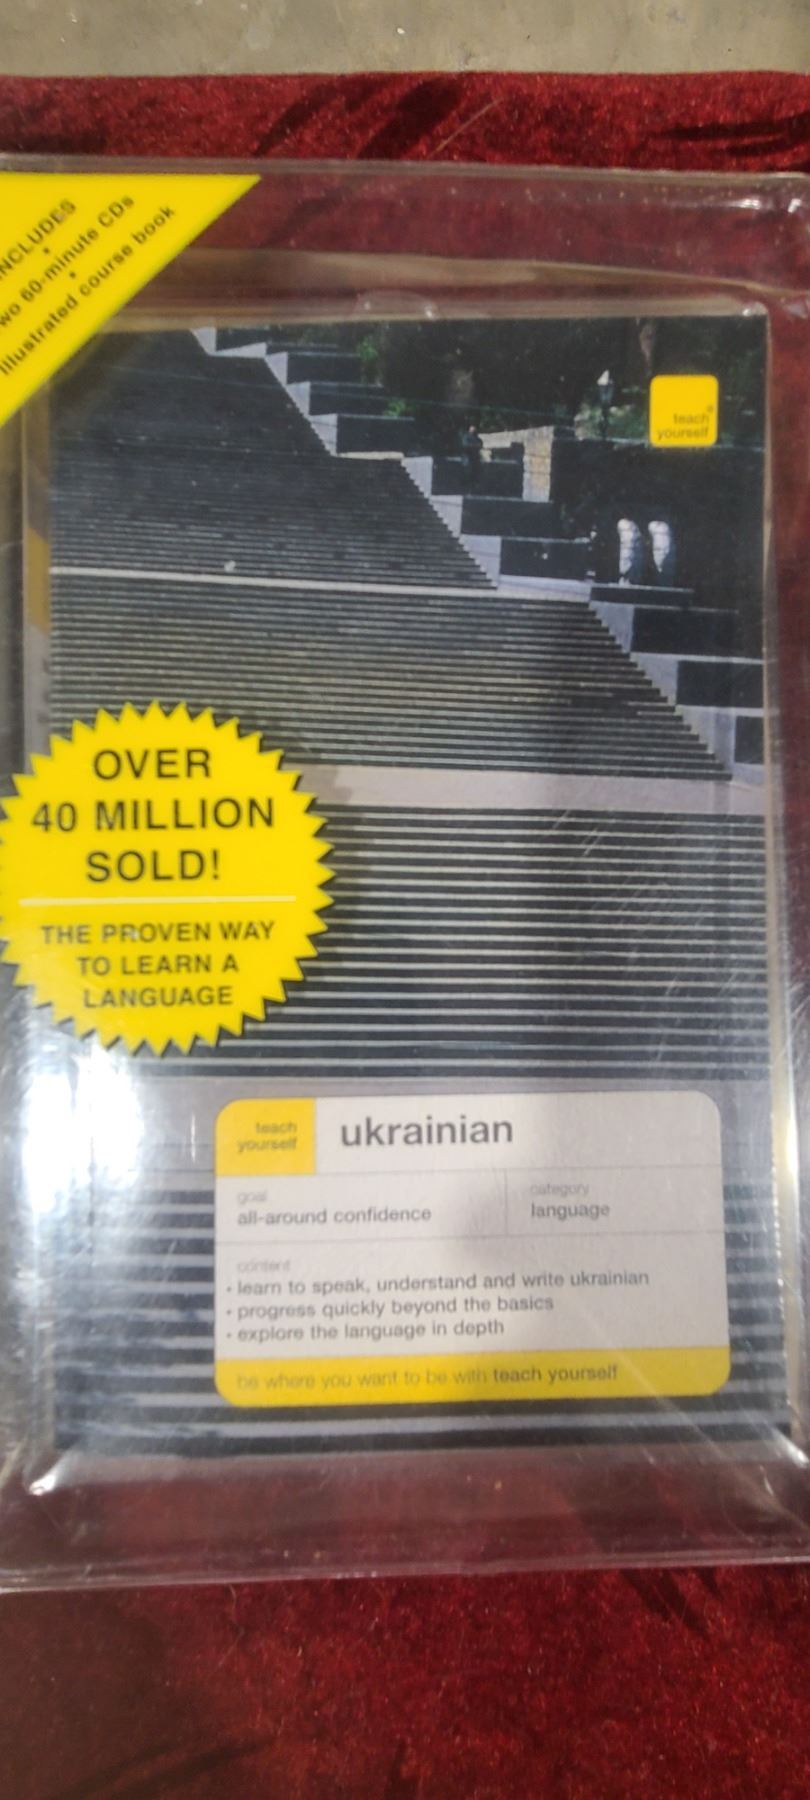 INCLUDES
•
two 60-minute CDs
•
illustrated course book
teach®
yourself
OVER
40 MILLION
SOLD!
THE PROVEN WAY
TO LEARN A
LANGUAGE
teach
yourself
ukrainian
goal
all-around confidence
category
language
content
• learn to speak, understand and write ukrainian
• progress quickly beyond the basics
• explore the language in depth
be where you want to be with teach yourself